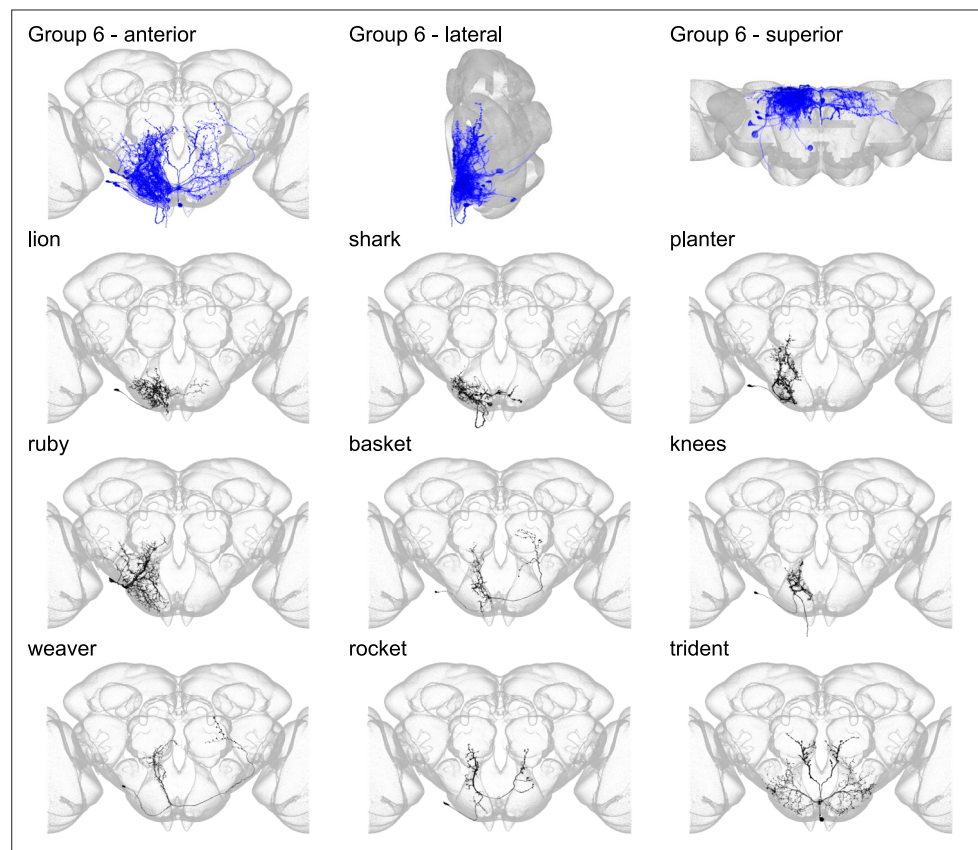 Group 6 - anterior
Group 6 - lateral
Group 6 - superior
lion
shark
planter
ruby
basket
knees
weaver
rocket
trident